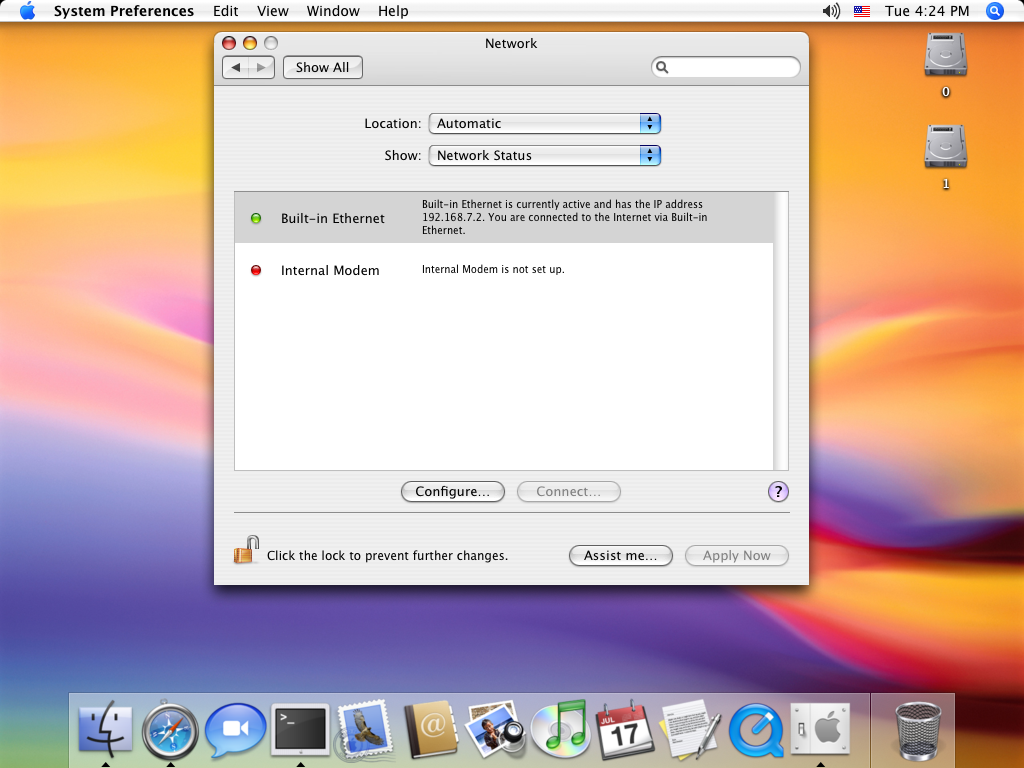 System Preferences Edit View Window Help Tue 4:24 PM
Network
Show All
0
Location: Automatic
Show: Network Status
1
Built-in Ethernet
Built-in Ethernet is currently active and has the IP address
192.168.7.2. You are connected to the Internet via Built-in
Ethernet.
Internal Modem Internal Modem is not set up.
Configure... Connect... ?
Click the lock to prevent further changes. Assist me... Apply Now
>_
@
JUL
17